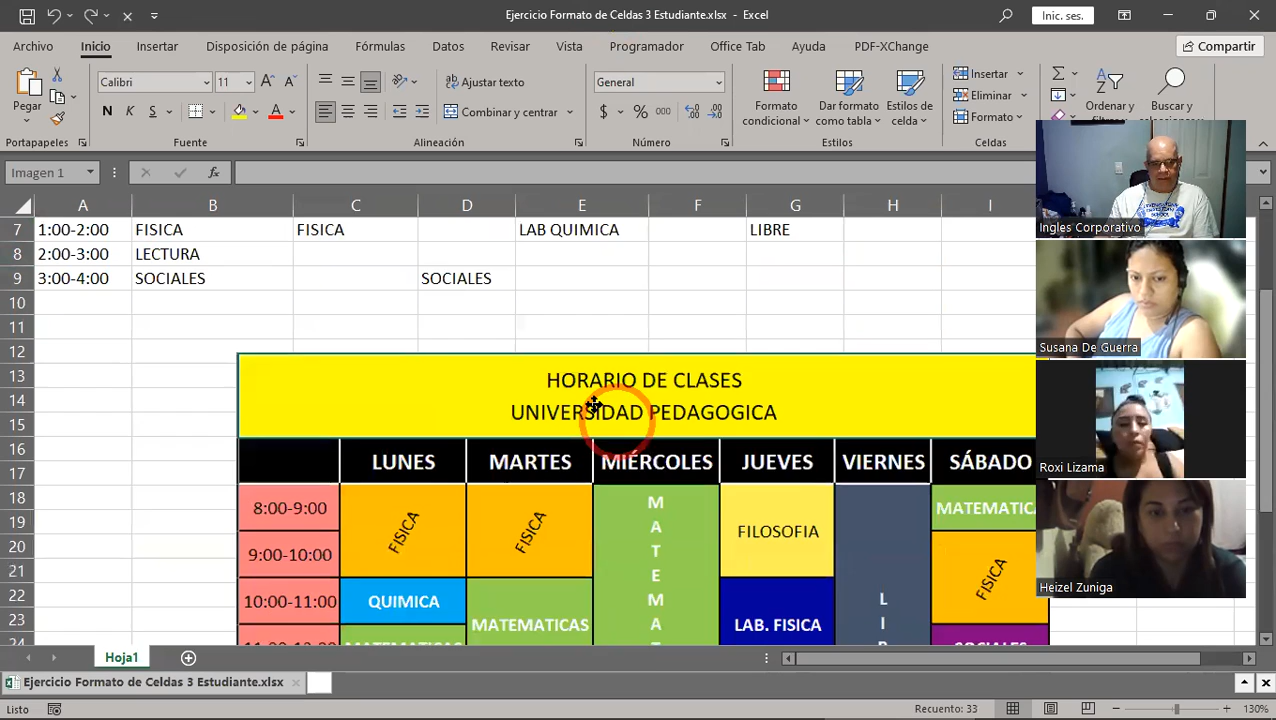 Ejercicio Formato de Celdas 3 Estudiante.xlsx - Excel
Inic. ses.
Archivo Inicio Insertar Disposición de página Fórmulas Datos Revisar Vista Programador Office Tab Ayuda PDF-XChange Compartir
Pegar
Calibri 11
N K S
Ajustar texto
Combinar y centrar
General
$ % 000
Formato condicional
Dar formato como tabla
Estilos de celda
Insertar
Eliminar
Formato
Ordenar y
Buscar y
Portapapeles Fuente Alineación Número Estilos Celdas
Imagen 1 fx
A B C D E F G H I
7 1:00-2:00 FISICA FISICA LAB QUIMICA LIBRE
8 2:00-3:00 LECTURA
9 3:00-4:00 SOCIALES SOCIALES
10
11
12
13
14
15
16
17
18
19
20
21
22
23
24
HORARIO DE CLASES
UNIVERSIDAD PEDAGOGICA
LUNES MARTES MIÉRCOLES JUEVES VIERNES SÁBADO
8:00-9:00 FISICA FISICA M A T E M A T FILOSOFIA L I MATEMATICA
9:00-10:00 FISICA
10:00-11:00 QUIMICA MATEMATICAS LAB. FISICA
Ingles Corporativo
Susana De Guerra
Roxi Lizama
Heizel Zuniga
Hoja1
Ejercicio Formato de Celdas 3 Estudiante.xlsx
Listo Recuento: 33 130%